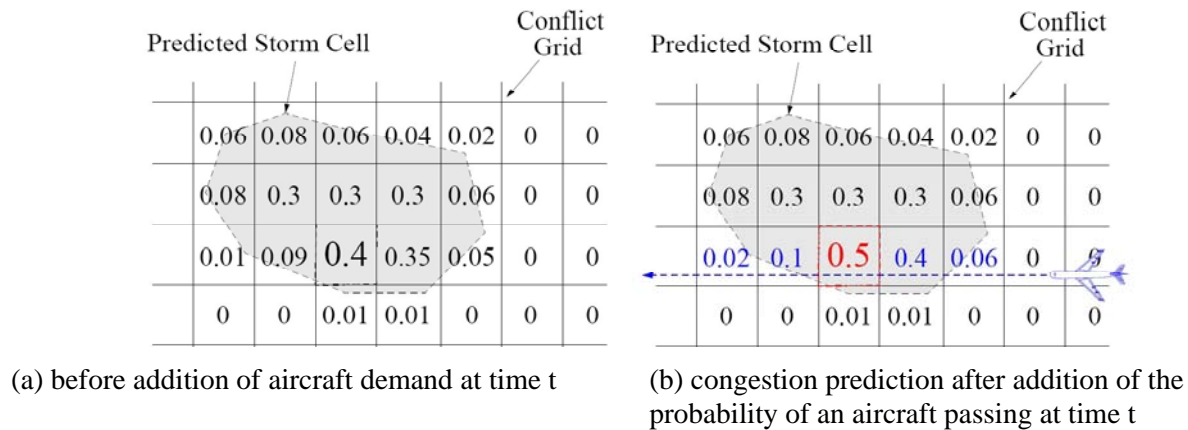 Predicted Storm Cell
Conflict
Grid
0.06 0.08 0.06 0.04 0.02 0 0
0.08 0.3 0.3 0.3 0.06 0 0
0.01 0.09 0.4 0.35 0.05 0 0
0 0 0.01 0.01 0 0 0
(a) before addition of aircraft demand at time t
Predicted Storm Cell
Conflict
Grid
0.06 0.08 0.06 0.04 0.02 0 0
0.08 0.3 0.3 0.3 0.06 0 0
0.02 0.1 0.5 0.4 0.06 0
0 0 0.01 0.01 0 0 0
(b) congestion prediction after addition of the
probability of an aircraft passing at time t